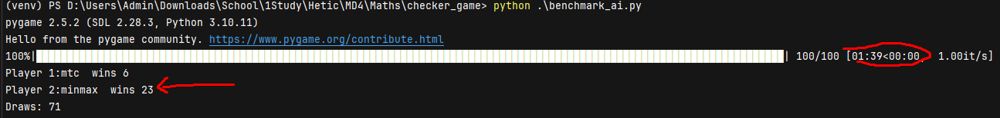 (venv) PS D:\Users\Admin\Downloads\School\1Study\Hetic\MD4\Maths\checker_game> python .\benchmark_ai.py
pygame 2.5.2 (SDL 2.28.3, Python 3.10.11)
Hello from the pygame community. https://www.pygame.org/contribute.html
100%| | 100/100 [01:39<00:00, 1.00it/s]
Player 1:mtc  wins 6
Player 2:minmax  wins 23
Draws: 71